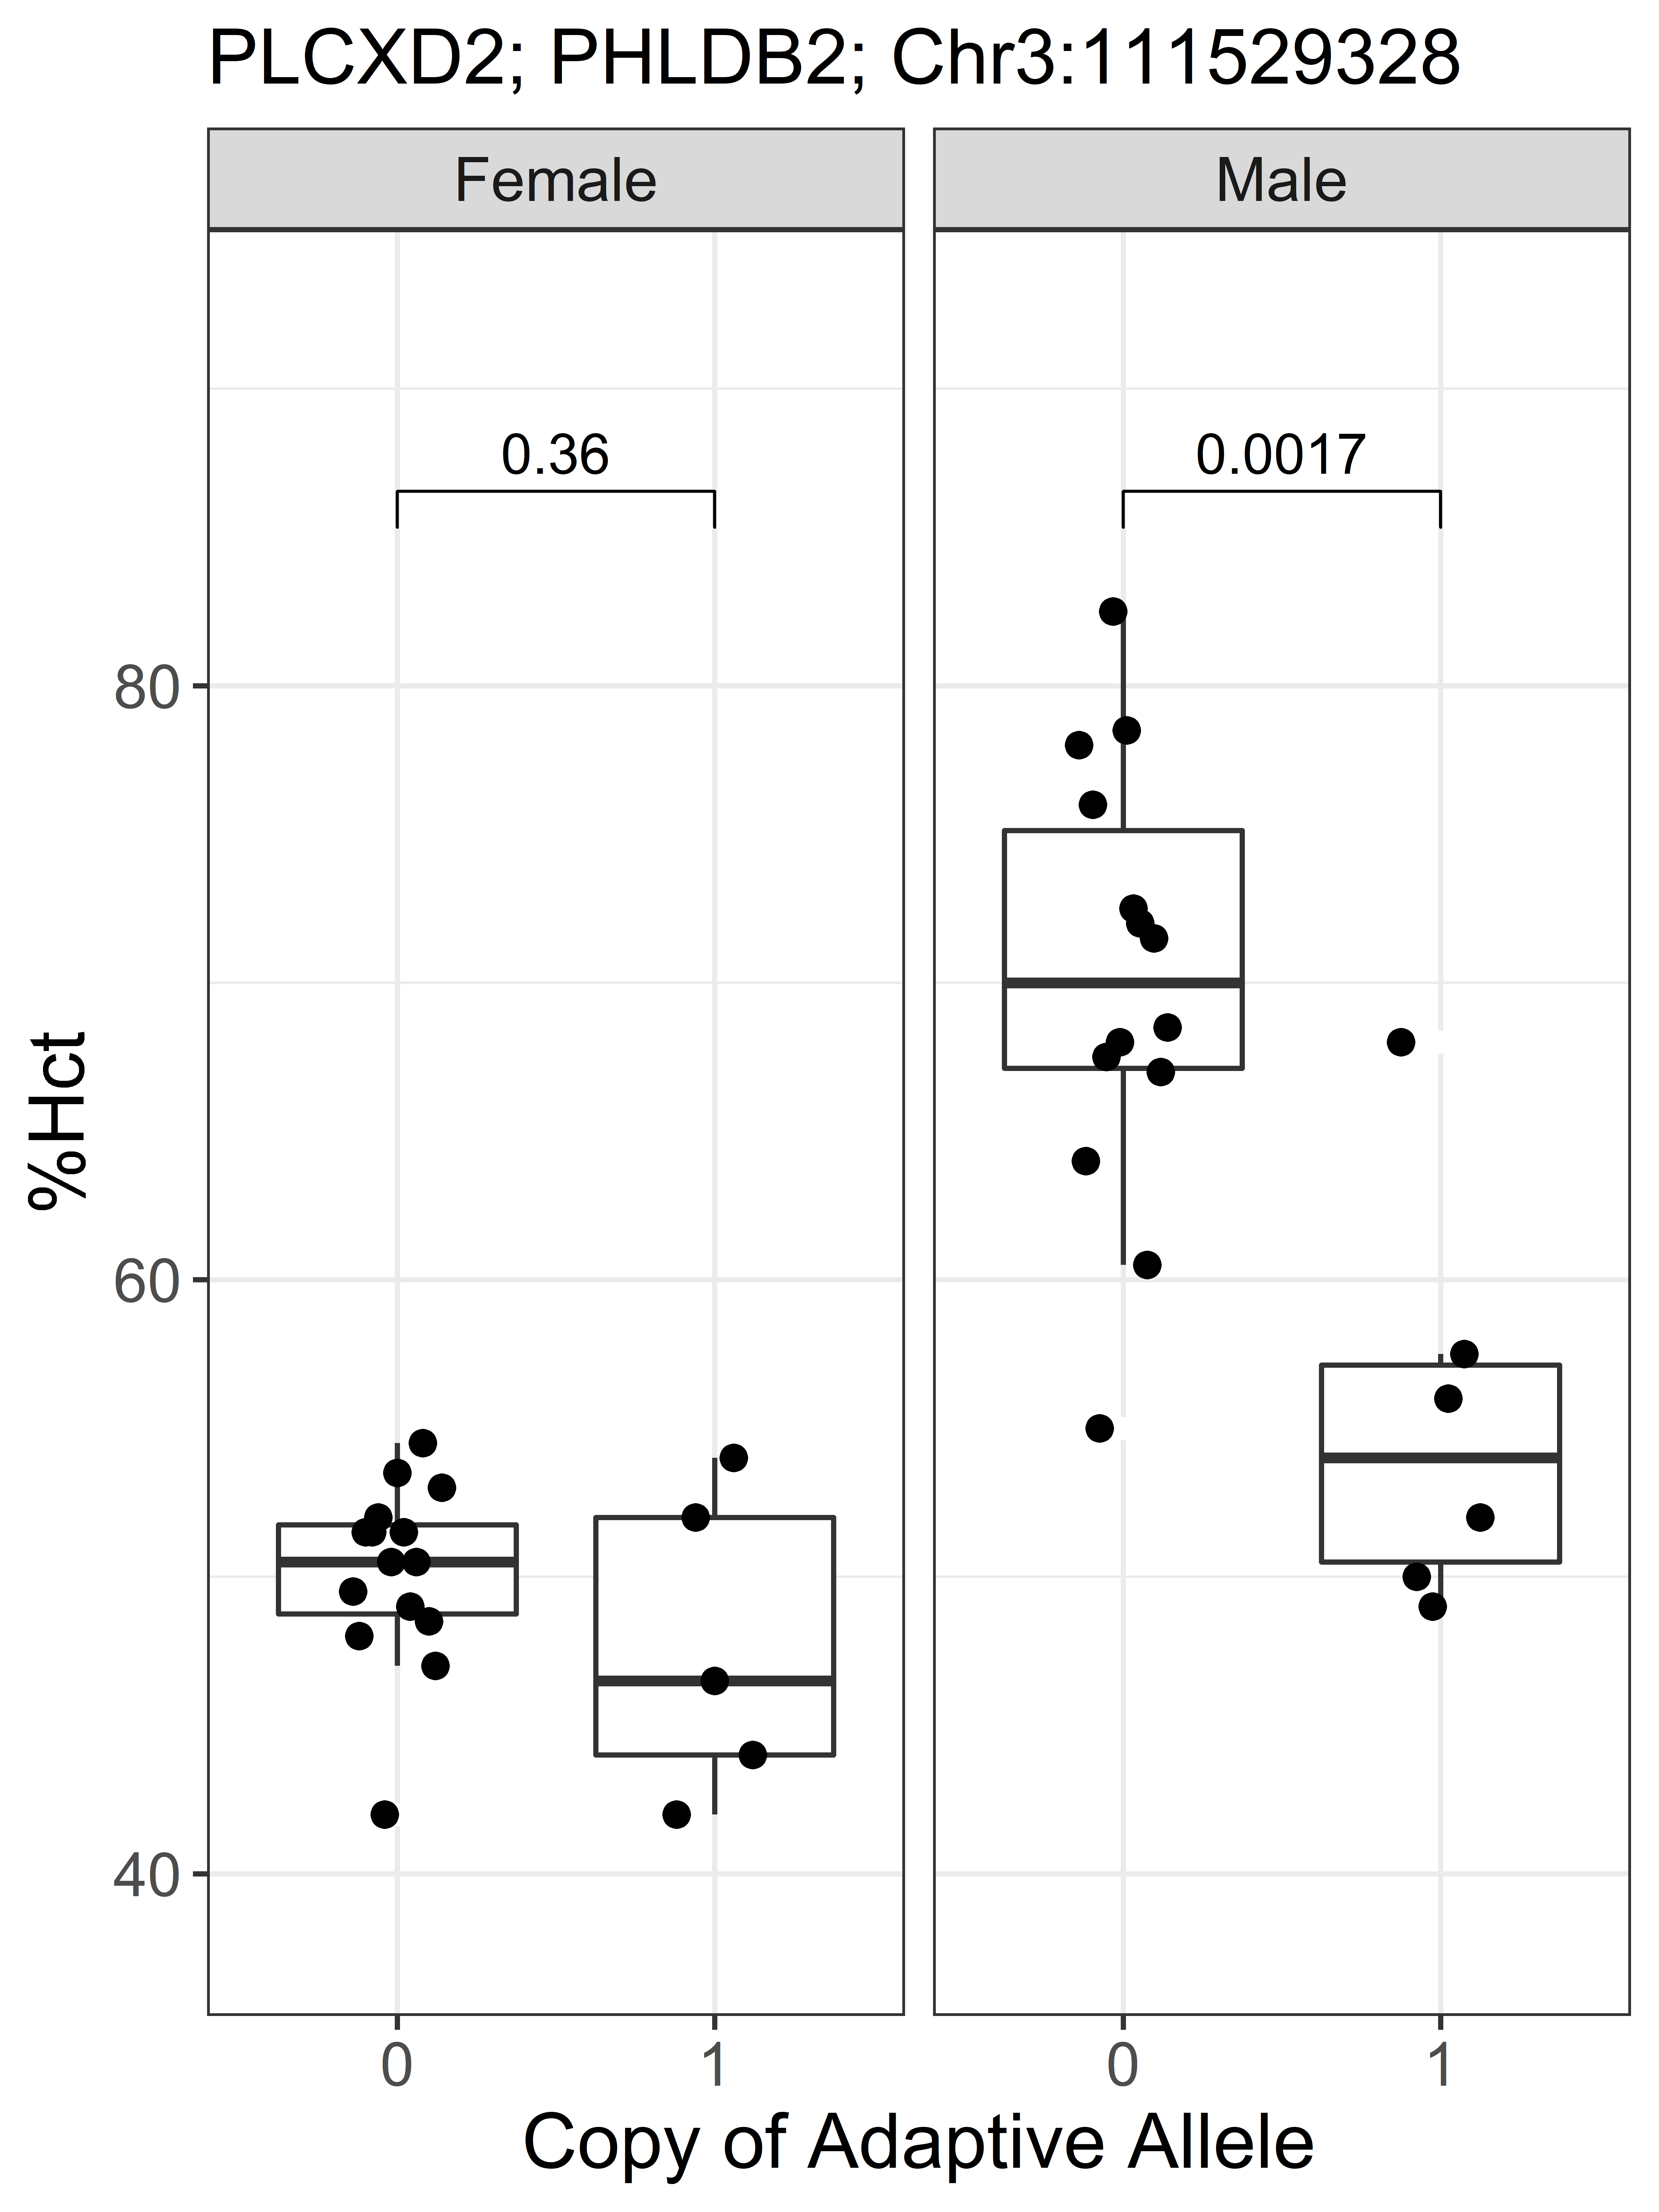 PLCXD2; PHLDB2; Chr3:111529328
Female
Male
0.36
0.0017
80
60
40
%Hct
0
1
0
1
Copy of Adaptive Allele